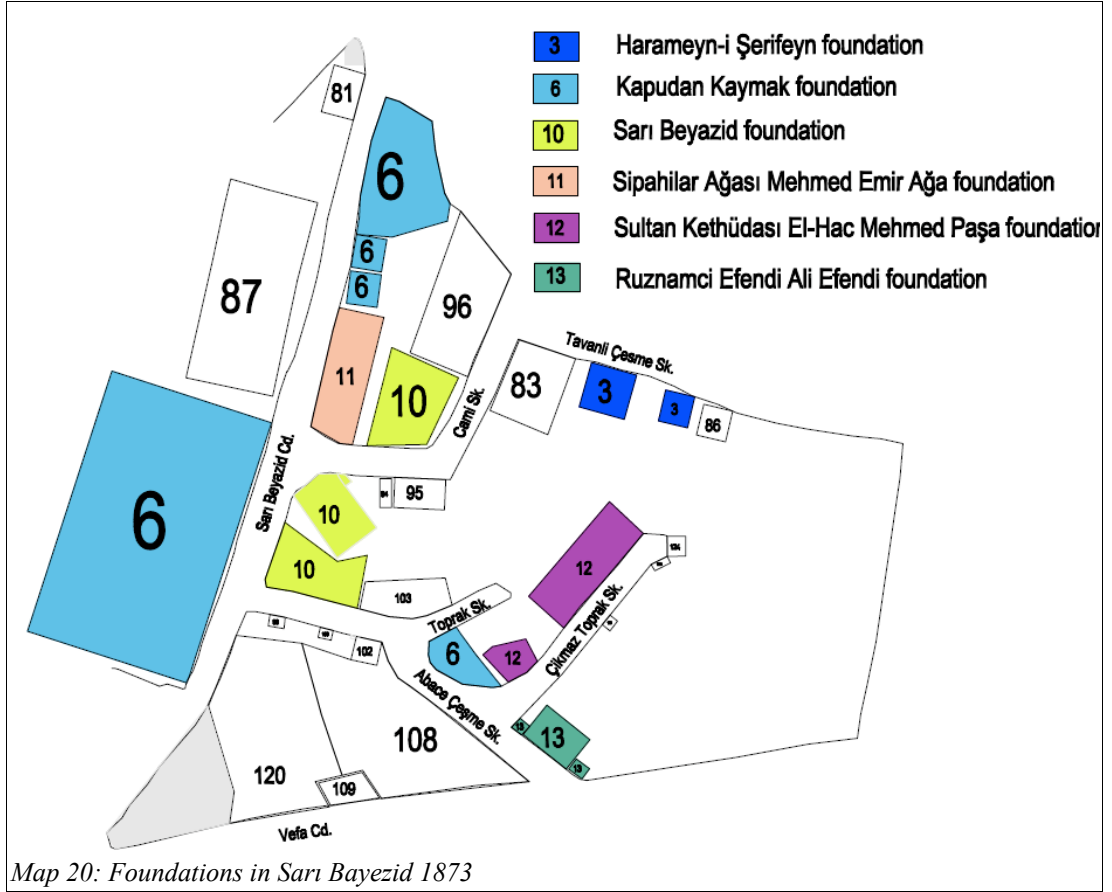 3 Harameyn-i Şerifeyn foundation
6 Kapudan Kaymak foundation
10 Sarı Beyazid foundation
11 Sipahilar Ağası Mehmed Emir Ağa foundation
12 Sultan Kethüdası El-Hac Mehmed Paşa foundation
13 Ruznamci Efendi Ali Efendi foundation
81
6
6
6
87
96
11
10
Cami Sk.
83
Tavanli Çesme Sk.
3
3
86
6
Sarı Beyazid Cd.
10
95
10
103
Toprak Sk.
12
Çikmaz Toprak Sk.
102
6
12
Abace Çeşme Sk.
13
13
13
108
120
109
Vefa Cd.
Map 20: Foundations in Sarı Bayezid 1873